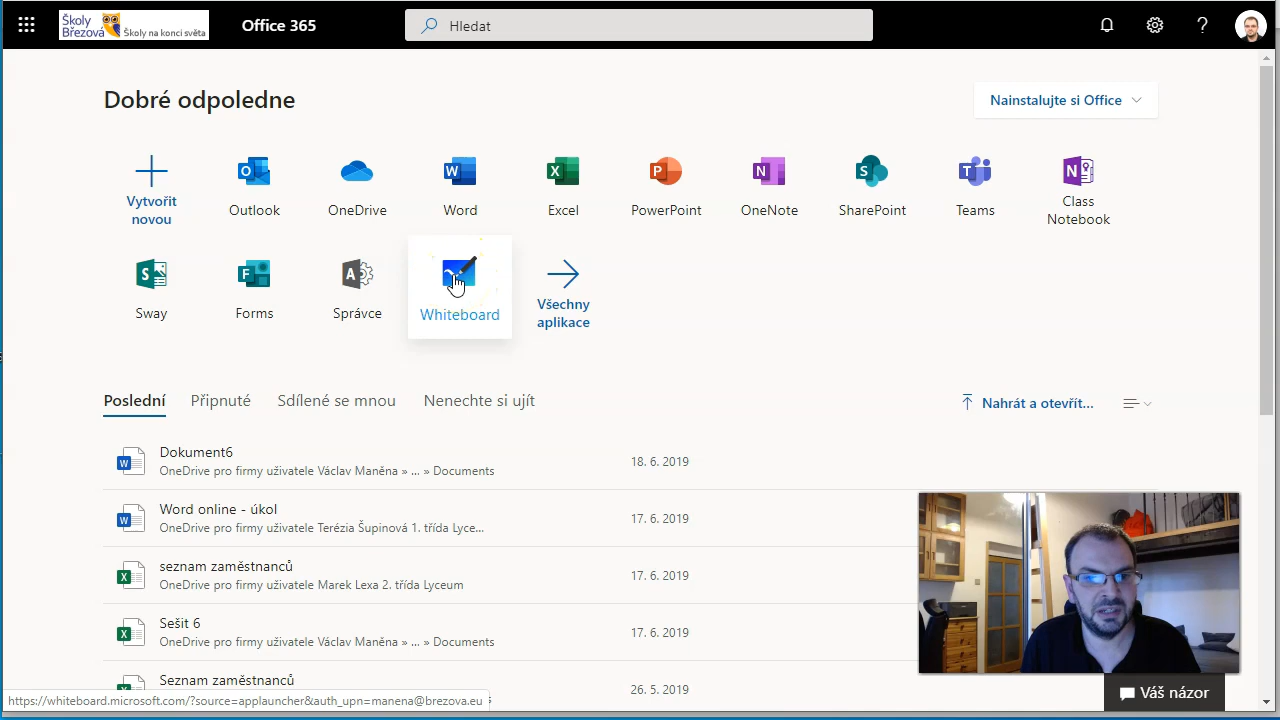 Školy
Březová
Školy na konci světa
Office 365
Hledat
Dobré odpoledne
Nainstalujte si Office
Vytvořit
novou
Outlook
OneDrive
Word
Excel
PowerPoint
OneNote
SharePoint
Teams
Class
Notebook
Sway
Forms
Správce
Whiteboard
Všechny
aplikace
Poslední
Připnuté
Sdílené se mnou
Nenechte si ujít
Nahrát a otevřít...
Dokument6
OneDrive pro firmy uživatele Václav Maněna » ... » Documents
18. 6. 2019
Word online - úkol
OneDrive pro firmy uživatele Terézia Šupinová 1. třída Lyce...
17. 6. 2019
seznam zaměstnanců
OneDrive pro firmy uživatele Marek Lexa 2. třída Lyceum
17. 6. 2019
Sešit 6
OneDrive pro firmy uživatele Václav Maněna » ... » Documents
17. 6. 2019
Seznam zaměstnanců
26. 5. 2019
https://whiteboard.microsoft.com/?source=applauncher&auth_upn=manena@brezova.eu
Váš názor